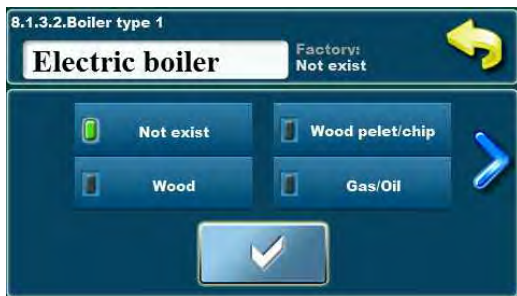 8.1.3.2.Boiler type 1
Electric boiler
Factory:
Not exist
Not exist
Wood pelet/chip
Wood
Gas/Oil